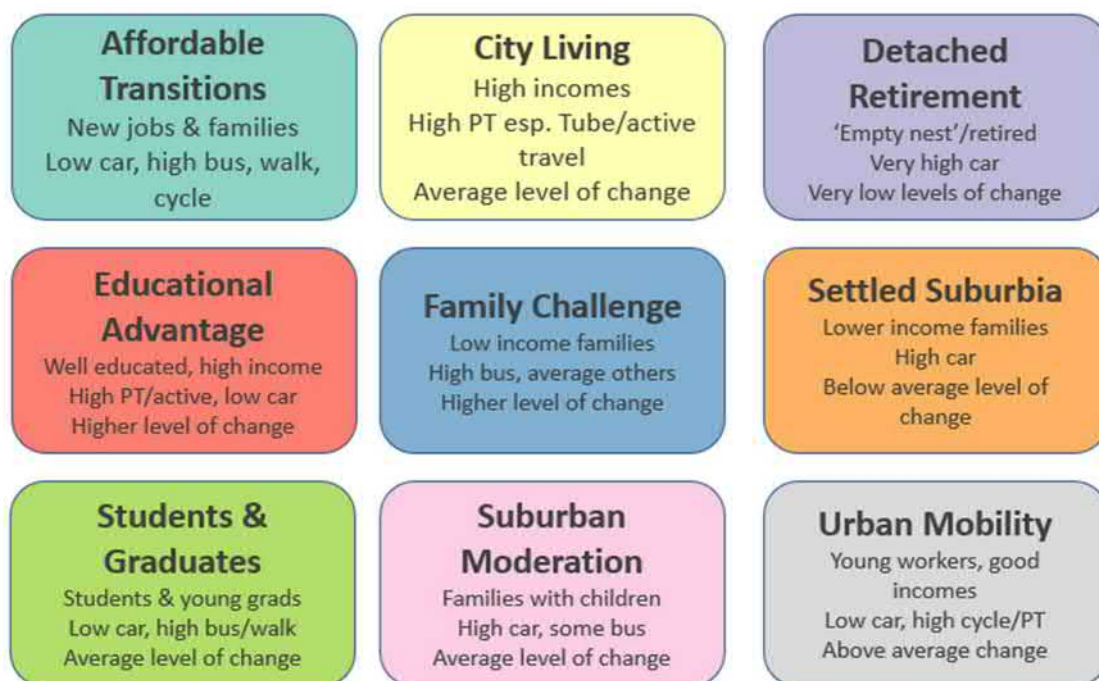 Affordable
Transitions
New jobs & families
Low car, high bus, walk,
cycle
City Living
High incomes
High PT esp. Tube/active
travel
Average level of change
Detached
Retirement
‘Empty nest’/retired
Very high car
Very low levels of change
Educational
Advantage
Well educated, high income
High PT/active, low car
Higher level of change
Family Challenge
Low income families
High bus, average others
Higher level of change
Settled Suburbia
Lower income families
High car
Below average level of
change
Students &
Graduates
Students & young grads
Low car, high bus/walk
Average level of change
Suburban
Moderation
Families with children
High car, some bus
Average level of change
Urban Mobility
Young workers, good
incomes
Low car, high cycle/PT
Above average change